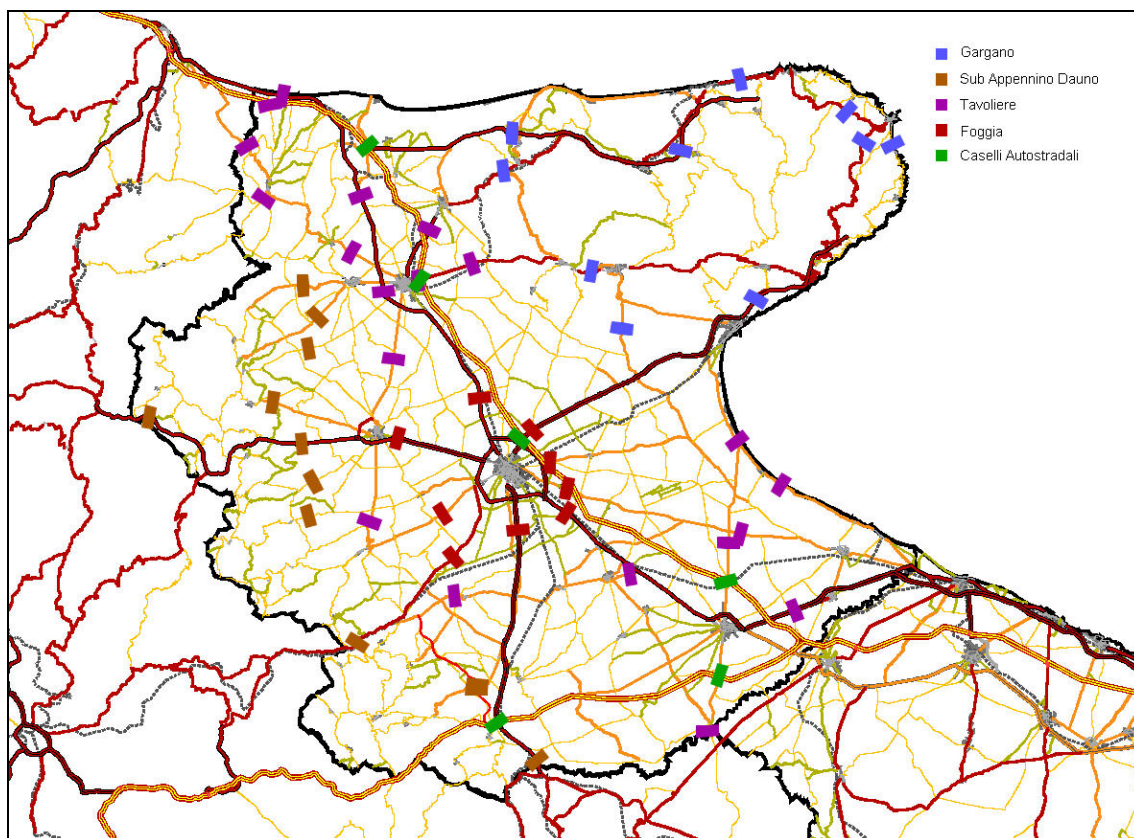 Gargano
Sub Appennino Dauno
Tavoliere
Foggia
Caselli Autostradali